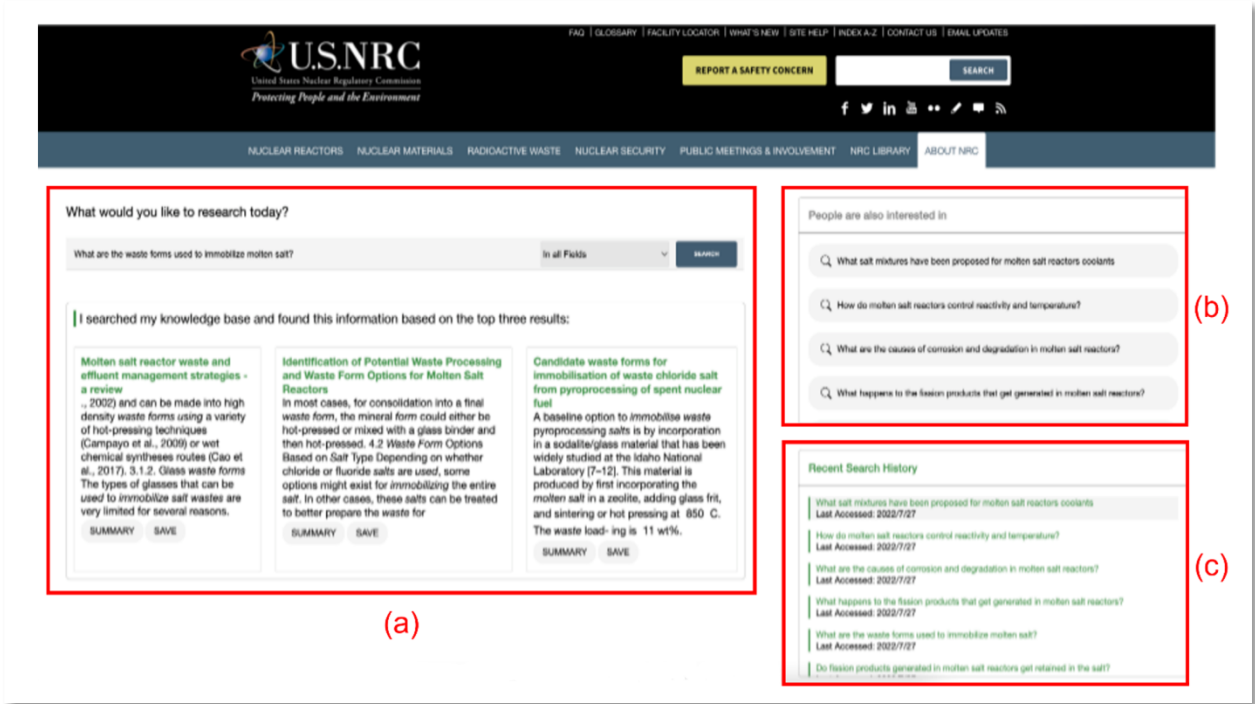 FAQ | GLOSSARY | FACILITY LOCATOR | WHAT'S NEW | SITE HELP | INDEX A-Z | CONTACT US | EMAIL UPDATES
U.S.NRC
United States Nuclear Regulatory Commission
Protecting People and the Environment
REPORT A SAFETY CONCERN
SEARCH
NUCLEAR REACTORS NUCLEAR MATERIALS RADIOACTIVE WASTE NUCLEAR SECURITY PUBLIC MEETINGS & INVOLVEMENT NRC LIBRARY ABOUT NRC
What would you like to research today?
What are the waste forms used to immobilize molten salt?
In all Fields
SEARCH
I searched my knowledge base and found this information based on the top three results:
Molten salt reactor waste and
effluent management strategies -
a review
., 2002) and can be made into high
density waste forms using a variety
of hot-pressing techniques
(Campayo et al., 2009) or wet
chemical syntheses routes (Cao et
al., 2017). 3.1.2. Glass waste forms
The types of glasses that can be
used to immobilize salt wastes are
very limited for several reasons.
SUMMARY SAVE
Identification of Potential Waste Processing
and Waste Form Options for Molten Salt
Reactors
In most cases, for consolidation into a final
waste form, the mineral form could either be
hot-pressed or mixed with a glass binder and
then hot-pressed. 4.2 Waste Form Options
Based on Salt Type Depending on whether
chloride or fluoride salts are used, some
options might exist for immobilizing the entire
salt. In other cases, these salts can be treated
to better prepare the waste for
SUMMARY SAVE
Candidate waste forms for
immobilisation of waste chloride salt
from pyroprocessing of spent nuclear
fuel
A baseline option to immobilise waste
pyroprocessing salts is by incorporation
in a sodalite/glass material that has been
widely studied at the Idaho National
Laboratory [7–12]. This material is
produced by first incorporating the
molten salt in a zeolite, adding glass frit,
and sintering or hot pressing at 850 C.
The waste load- ing is 11 wt%.
SUMMARY SAVE
(a)
People are also interested in
What salt mixtures have been proposed for molten salt reactors coolants
How do molten salt reactors control reactivity and temperature?
What are the causes of corrosion and degradation in molten salt reactors?
What happens to the fission products that get generated in molten salt reactors?
(b)
Recent Search History
What salt mixtures have been proposed for molten salt reactors coolants
Last Accessed: 2022/7/27
How do molten salt reactors control reactivity and temperature?
Last Accessed: 2022/7/27
What are the causes of corrosion and degradation in molten salt reactors?
Last Accessed: 2022/7/27
What happens to the fission products that get generated in molten salt reactors?
Last Accessed: 2022/7/27
What are the waste forms used to immobilize molten salt?
Last Accessed: 2022/7/27
Do fission products generated in molten salt reactors get retained in the salt?
(c)